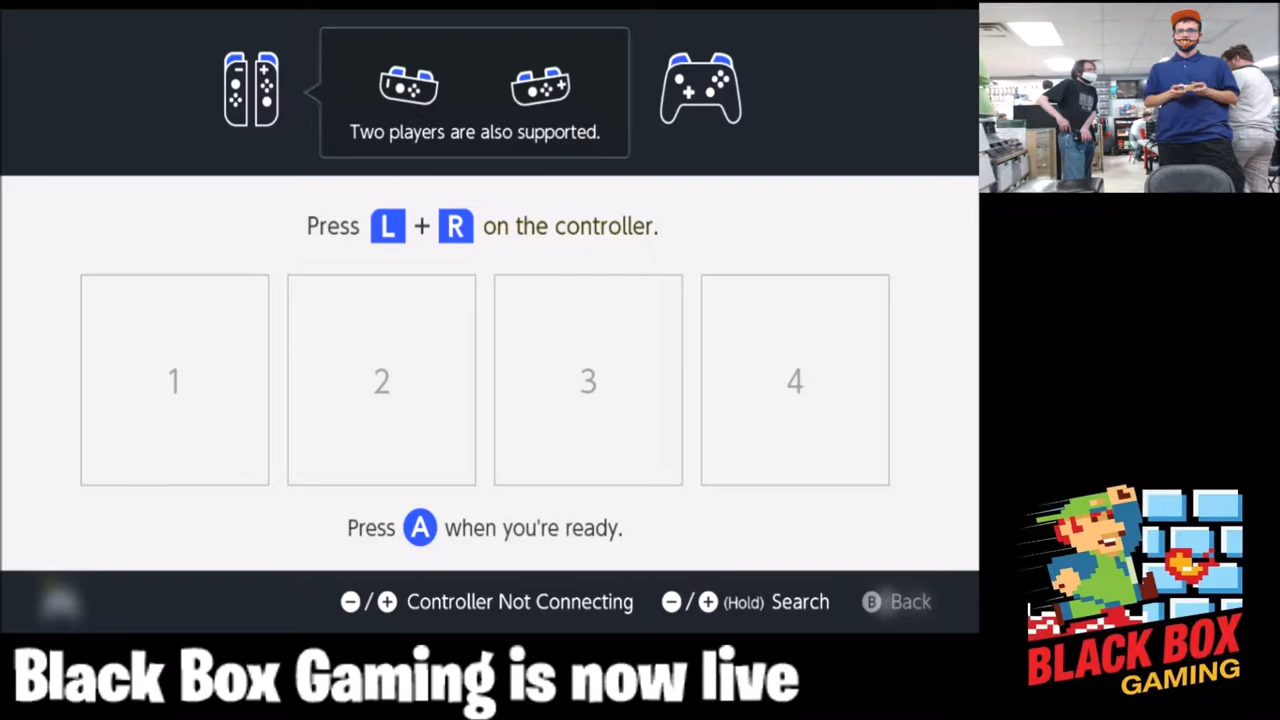 Two players are also supported.
Press L + R on the controller.
1 2 3 4
Press A when you're ready.
−/+ Controller Not Connecting −/+ (Hold) Search B Back
Black Box Gaming is now live
BLACK BOX
GAMING